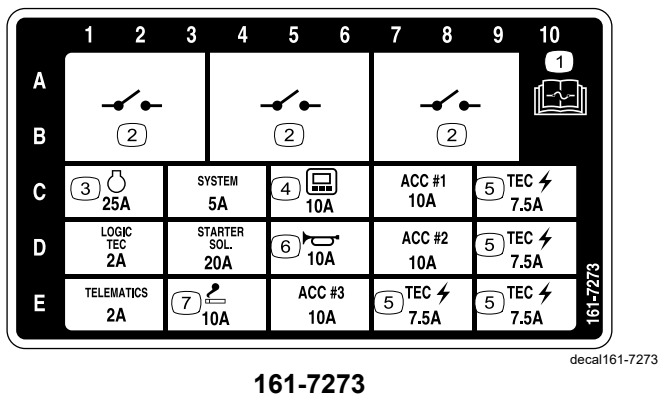 1 2 3 4 5 6 7 8 9 10
A
1
B
2 2 2
C
3 25A
SYSTEM
5A
4 10A
ACC #1
10A
5 TEC
7.5A
D
LOGIC
TEC
2A
STARTER
SOL.
20A
6 10A
ACC #2
10A
5 TEC
7.5A
E
TELEMATICS
2A
7 10A
ACC #3
10A
5 TEC
7.5A
5 TEC
7.5A
161-7273
decal161-7273
161-7273